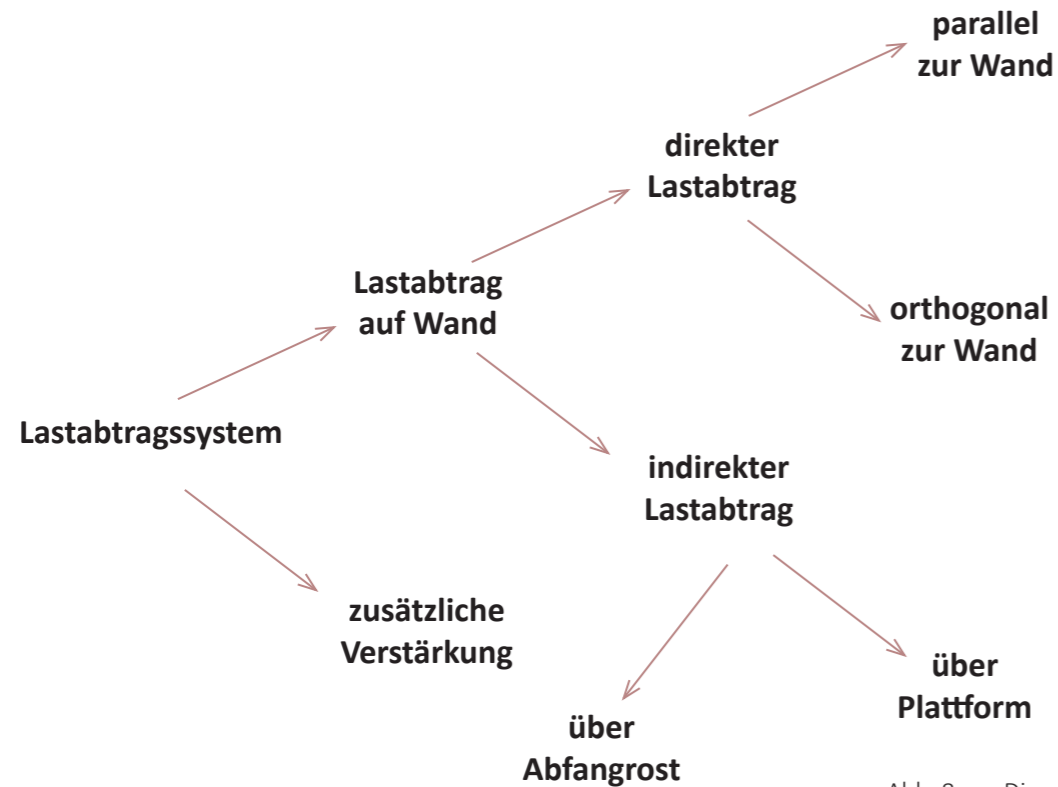 parallel
zur Wand
direkter
Lastabtrag
Lastabtrag
auf Wand
orthogonal
zur Wand
Lastabtragssystem
indirekter
Lastabtrag
zusätzliche
Verstärkung
über
Plattform
über
Abfangrost